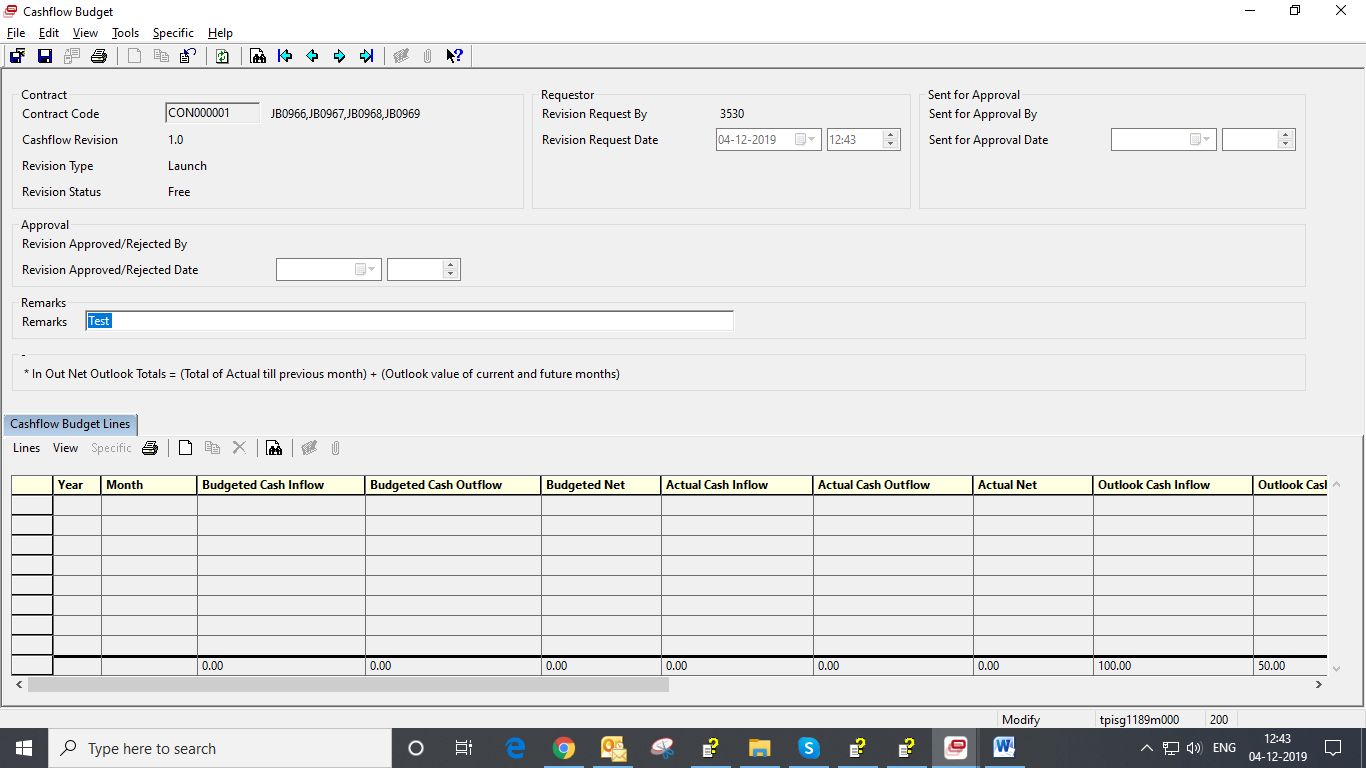 Cashflow Budget
File Edit View Tools Specific Help
Contract
Contract Code CON000001 JB0966,JB0967,JB0968,JB0969
Cashflow Revision 1.0
Revision Type Launch
Revision Status Free
Requestor
Revision Request By 3530
Revision Request Date 04-12-2019 12:43
Sent for Approval
Sent for Approval By
Sent for Approval Date
Approval
Revision Approved/Rejected By
Revision Approved/Rejected Date
Remarks
Remarks Test
-
* In Out Net Outlook Totals = (Total of Actual till previous month) + (Outlook value of current and future months)
Cashflow Budget Lines
Lines View Specific
Year Month Budgeted Cash Inflow Budgeted Cash Outflow Budgeted Net Actual Cash Inflow Actual Cash Outflow Actual Net Outlook Cash Inflow Outlook Cas
0.00 0.00 0.00 0.00 0.00 0.00 100.00 50.00
Modify tpisg1189m000 200
Type here to search
ENG
12:43
04-12-2019